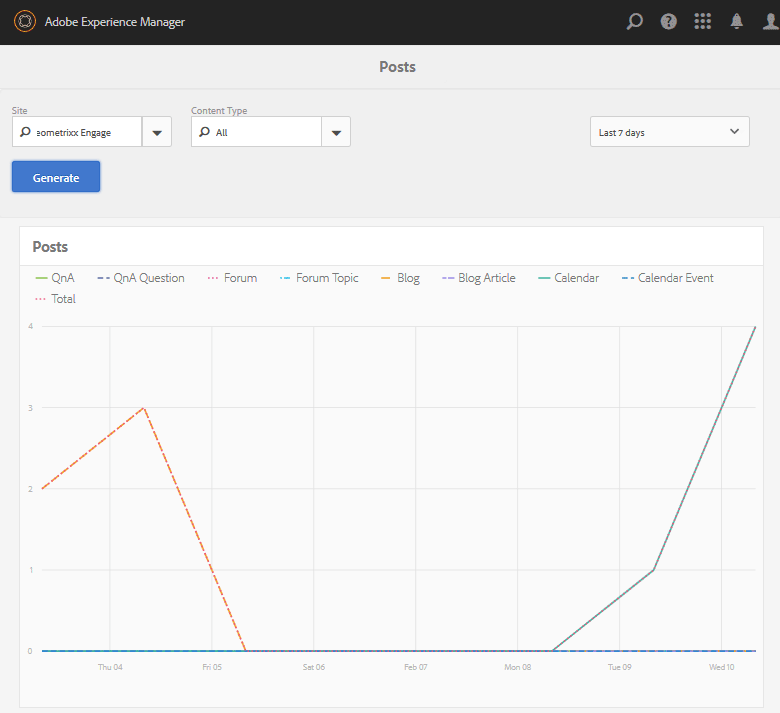 Adobe Experience Manager
Posts
Site
Content Type
eometrixx Engage
All
Last 7 days
Generate
Posts
QnA QnA Question Forum Forum Topic Blog Blog Article Calendar Calendar Event
Total
4
3
2
1
0
Thu 04 Fri 05 Sat 06 Feb 07 Mon 08 Tue 09 Wed 10